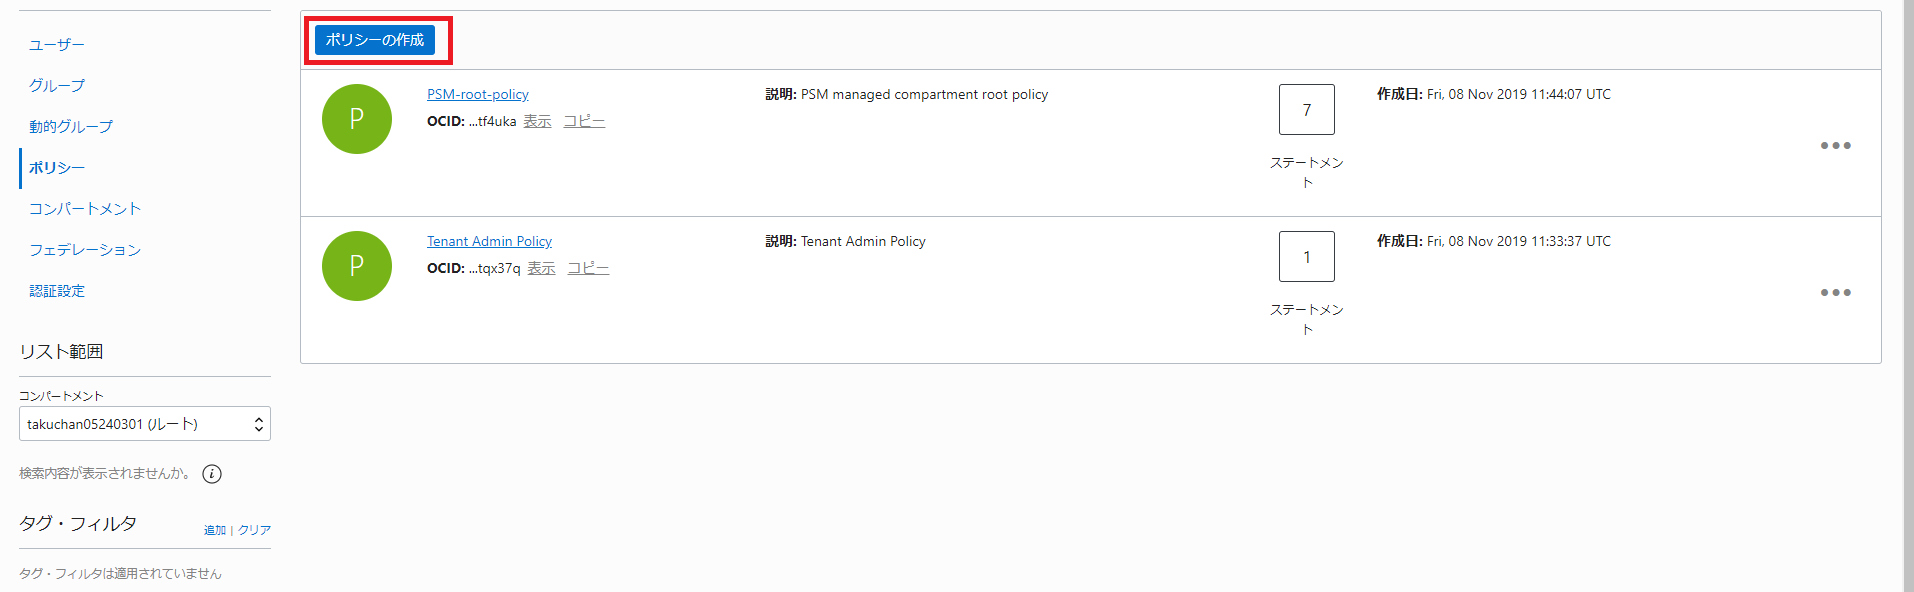 ユーザー
グループ
動的グループ
ポリシー
コンパートメント
フェデレーション
認証設定
リスト範囲
コンパートメント
takuchan05240301 (ルート)
検索内容が表示されませんか。 i
タグ・フィルタ 追加 | クリア
タグ・フィルタは適用されていません
ポリシーの作成
P
PSM-root-policy
OCID: ...tf4uka 表示 コピー
説明: PSM managed compartment root policy
7
ステートメン
ト
作成日: Fri, 08 Nov 2019 11:44:07 UTC
•••
P
Tenant Admin Policy
OCID: ...tqx37q 表示 コピー
説明: Tenant Admin Policy
1
ステートメン
ト
作成日: Fri, 08 Nov 2019 11:33:37 UTC
•••